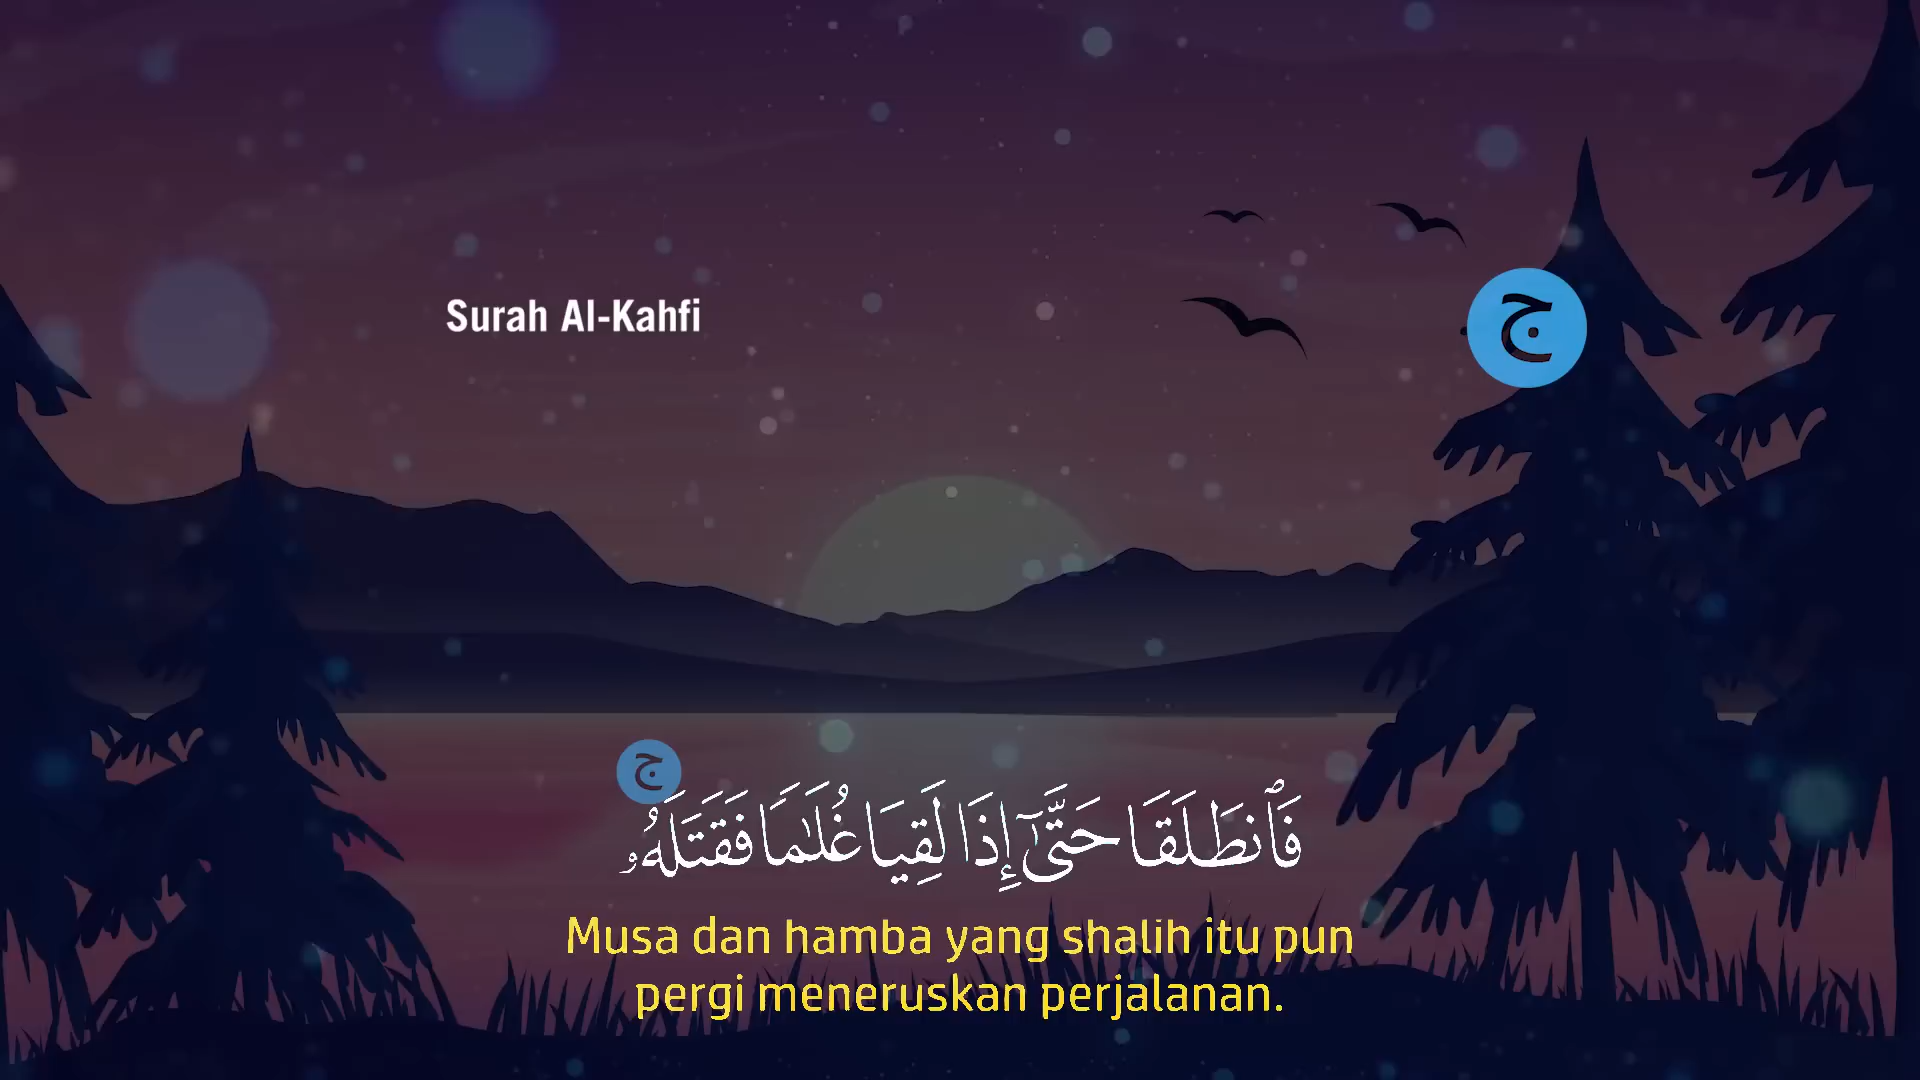 Surah Al-Kahfi
ج
ج
فَٱنطَلَقَا حَتَّىٰٓ إِذَا لَقِيَا غُلَٰمًا فَقَتَلَهُۥ
Musa dan hamba yang shalih itu pun
pergi meneruskan perjalanan.